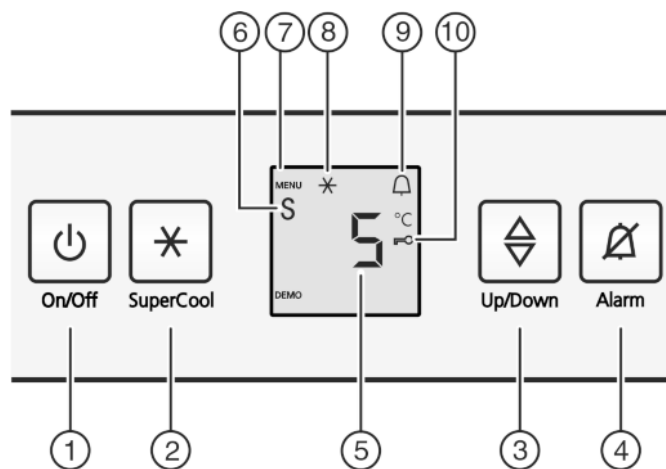 6 7 8 9 10
MENU
S
5 °C
DEMO
On/Off SuperCool Up/Down Alarm
1 2 5 3 4